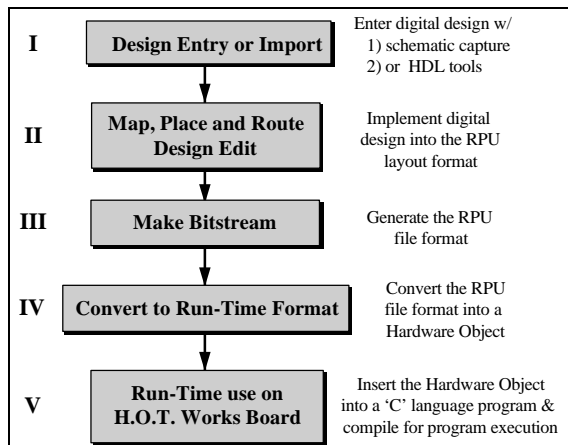 I
Design Entry or Import
Enter digital design w/
1) schematic capture
2) or HDL tools
II
Map, Place and Route
Design Edit
Implement digital
design into the RPU
layout format
III
Make Bitstream
Generate the RPU
file format
IV
Convert to Run-Time Format
Convert the RPU
file format into a
Hardware Object
V
Run-Time use on
H.O.T. Works Board
Insert the Hardware Object
into a ‘C’ language program &
compile for program execution